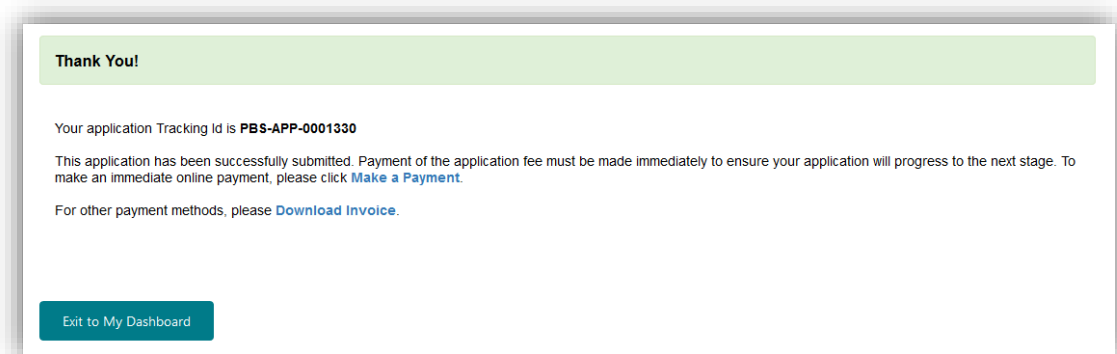 Thank You!
Your application Tracking Id is PBS-APP-0001330
This application has been successfully submitted. Payment of the application fee must be made immediately to ensure your application will progress to the next stage. To
make an immediate online payment, please click Make a Payment.
For other payment methods, please Download Invoice.
Exit to My Dashboard